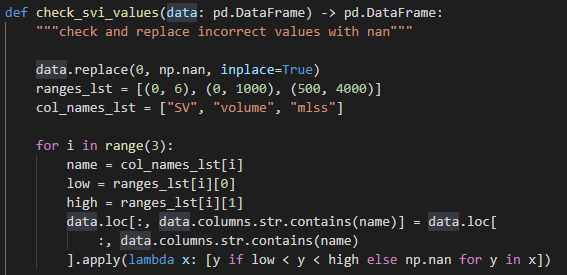 def check_svi_values(data: pd.DataFrame) -> pd.DataFrame:
    """check and replace incorrect values with nan"""
    data.replace(0, np.nan, inplace=True)
    ranges_lst = [(0, 6), (0, 1000), (500, 4000)]
    col_names_lst = ["SV", "volume", "mlss"]
    for i in range(3):
        name = col_names_lst[i]
        low = ranges_lst[i][0]
        high = ranges_lst[i][1]
        data.loc[:, data.columns.str.contains(name)] = data.loc[
            :, data.columns.str.contains(name)
        ].apply(lambda x: [y if low < y < high else np.nan for y in x])